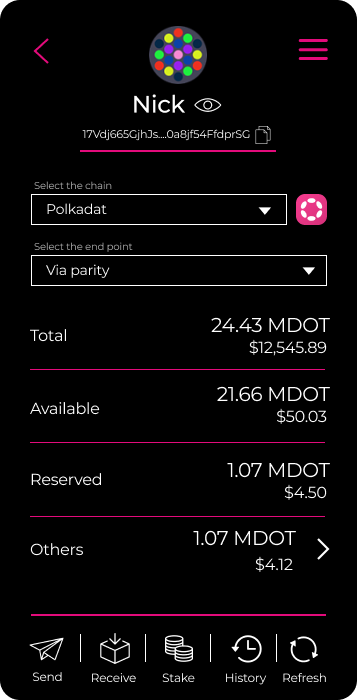 Nick
17Vdj665GjhJs....0a8jf54FfdprSG
Select the chain
Polkadat
Select the end point
Via parity
Total
24.43 MDOT
$12,545.89
Available
21.66 MDOT
$50.03
Reserved
1.07 MDOT
$4.50
Others
1.07 MDOT
$4.12
Send
Receive
Stake
History
Refresh